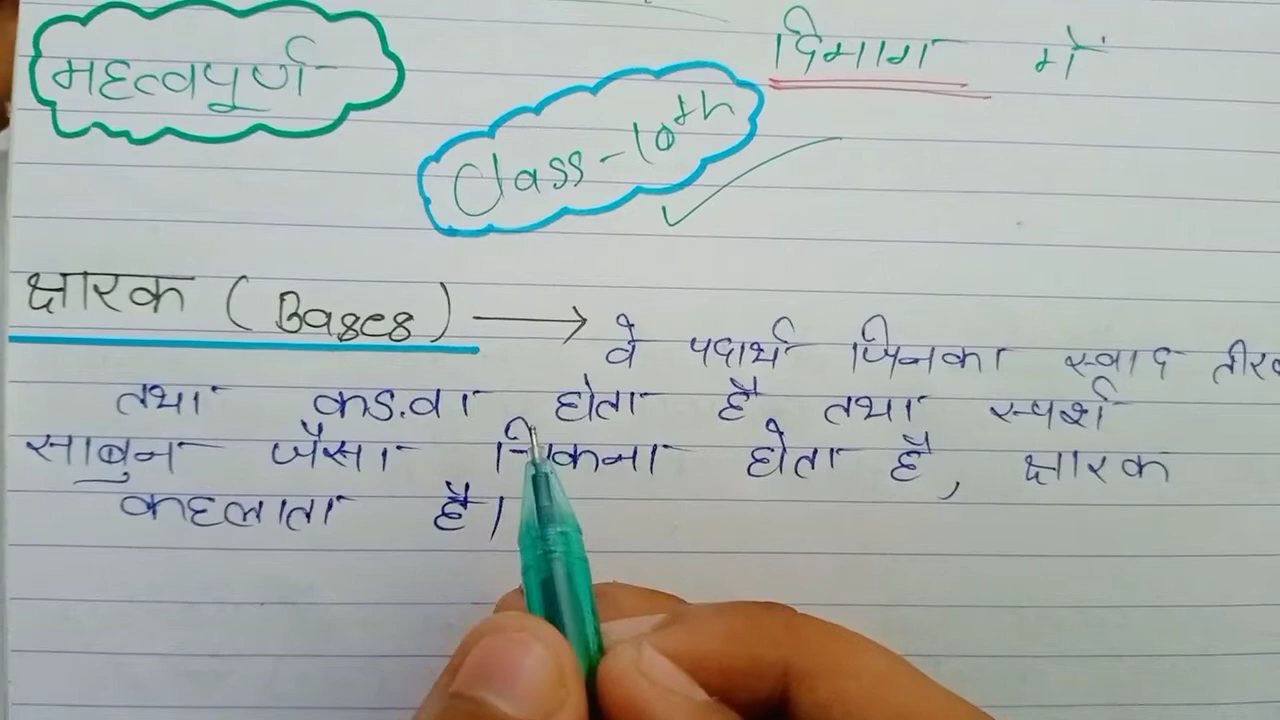 महत्वपूर्ण
दिमाग में
Class-10th
क्षारक (Bases) → वे पदार्थ जिनका स्वाद
तथा कड़वा होता है तथा स्पर्श
साबुन जैसा चिकना होता है, क्षारक
कहलाता है।